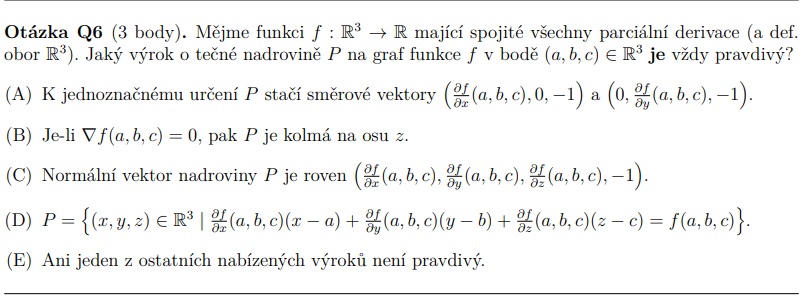 Otázka Q6 (3 body). Mějme funkci $f : \mathbb{R}^3 \to \mathbb{R}$ mající spojité všechny parciální derivace (a def.
obor $\mathbb{R}^3$). Jaký výrok o tečné nadrovině $P$ na graf funkce $f$ v bodě $(a, b, c) \in \mathbb{R}^3$ je vždy pravdivý?
(A) K jednoznačnému určení $P$ stačí směrové vektory $\left(\frac{\partial f}{\partial x}(a, b, c), 0, -1\right)$ a $\left(0, \frac{\partial f}{\partial y}(a, b, c), -1\right)$.
(B) Je-li $\nabla f(a, b, c) = 0$, pak $P$ je kolmá na osu $z$.
(C) Normální vektor nadroviny $P$ je roven $\left(\frac{\partial f}{\partial x}(a, b, c), \frac{\partial f}{\partial y}(a, b, c), \frac{\partial f}{\partial z}(a, b, c), -1\right)$.
(D) $P = \left\{(x, y, z) \in \mathbb{R}^3 \mid \frac{\partial f}{\partial x}(a, b, c)(x - a) + \frac{\partial f}{\partial y}(a, b, c)(y - b) + \frac{\partial f}{\partial z}(a, b, c)(z - c) = f(a, b, c)\right\}$.
(E) Ani jeden z ostatních nabízených výroků není pravdivý.